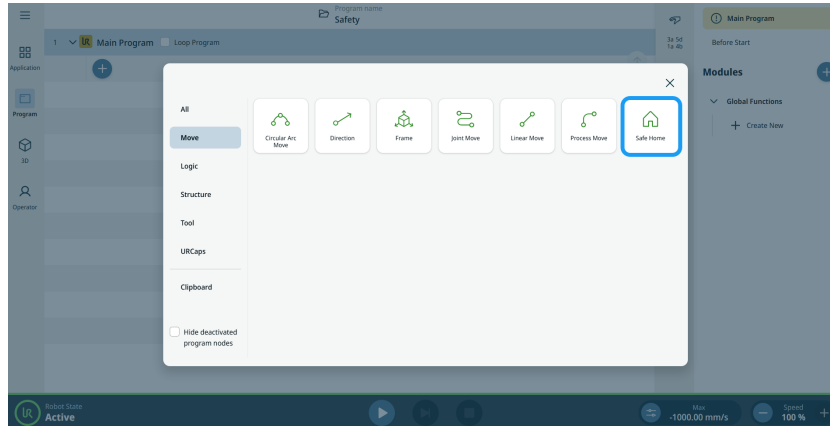 Program name
Safety
1 Main Program Loop Program
3a 5d
1a 4b
Main Program
Before Start
Modules
Global Functions
Create New
Application
Program
3D
Operator
All
Move
Logic
Structure
Tool
URCaps
Clipboard
Hide deactivated
program nodes
Circular Arc
Move
Direction
Frame
Joint Move
Linear Move
Process Move
Safe Home
UR
Robot State
Active
Max
-1000.00 mm/s
Speed
100 %